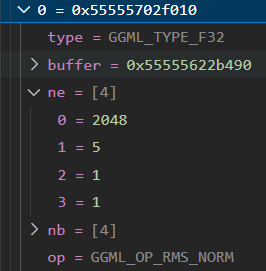 0 = 0x55555702f010
type = GGML_TYPE_F32
buffer = 0x55555622b490
ne = [4]
0 = 2048
1 = 5
2 = 1
3 = 1
nb = [4]
op = GGML_OP_RMS_NORM